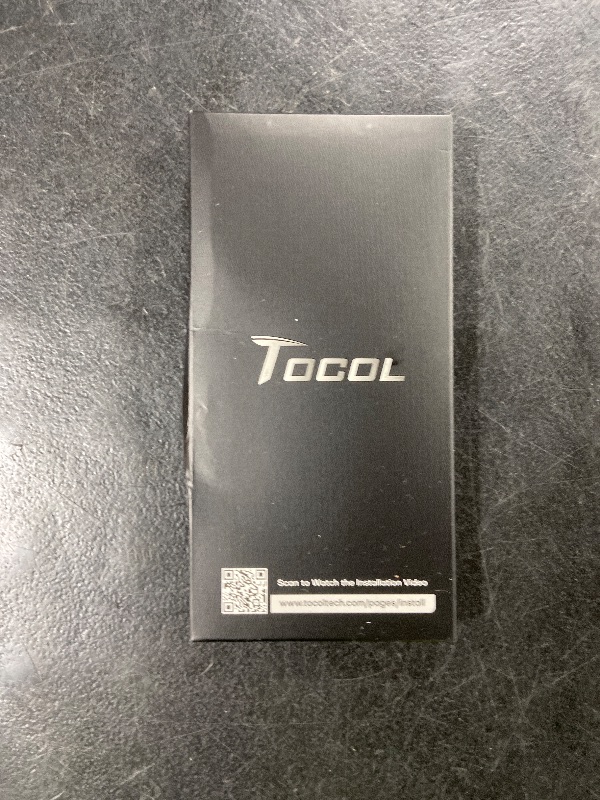 TOCOL
Scan to Watch the Installation Video
www.tocoltech.com/pages/install